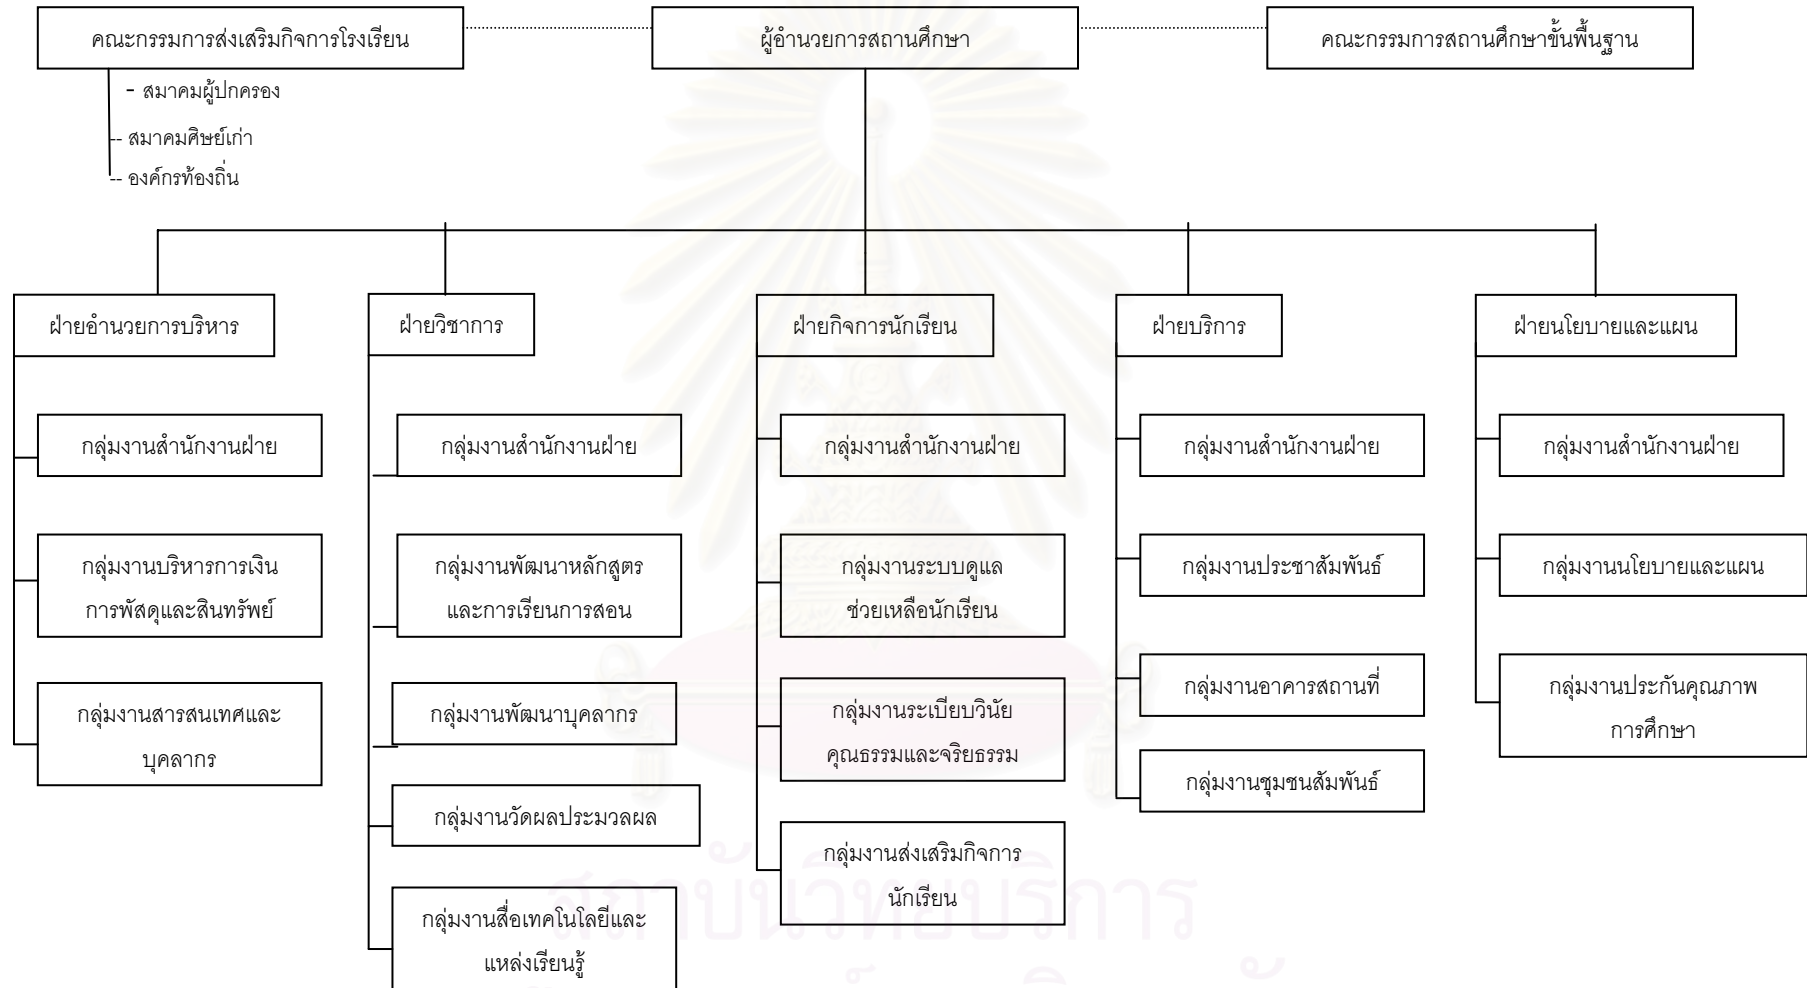 คณะกรรมการส่งเสริมกิจการโรงเรียน
ผู้อำนวยการสถานศึกษา
คณะกรรมการสถานศึกษาขั้นพื้นฐาน
- สมาคมผู้ปกครอง
-- สมาคมศิษย์เก่า
-- องค์กรท้องถิ่น
ฝ่ายอำนวยการบริหาร
กลุ่มงานสำนักงานฝ่าย
กลุ่มงานบริหารการเงิน
การพัสดุและสินทรัพย์
กลุ่มงานสารสนเทศและ
บุคลากร
ฝ่ายวิชาการ
กลุ่มงานสำนักงานฝ่าย
กลุ่มงานพัฒนาหลักสูตร
และการเรียนการสอน
กลุ่มงานพัฒนาบุคลากร
กลุ่มงานวัดผลประมวลผล
กลุ่มงานสื่อเทคโนโลยีและ
แหล่งเรียนรู้
ฝ่ายกิจการนักเรียน
กลุ่มงานสำนักงานฝ่าย
กลุ่มงานระบบดูแล
ช่วยเหลือนักเรียน
กลุ่มงานระเบียบวินัย
คุณธรรมและจริยธรรม
กลุ่มงานส่งเสริมกิจการ
นักเรียน
ฝ่ายบริการ
กลุ่มงานสำนักงานฝ่าย
กลุ่มงานประชาสัมพันธ์
กลุ่มงานอาคารสถานที่
กลุ่มงานชุมชนสัมพันธ์
ฝ่ายนโยบายและแผน
กลุ่มงานสำนักงานฝ่าย
กลุ่มงานนโยบายและแผน
กลุ่มงานประกันคุณภาพ
การศึกษา
สถาบันวิทยบริการ